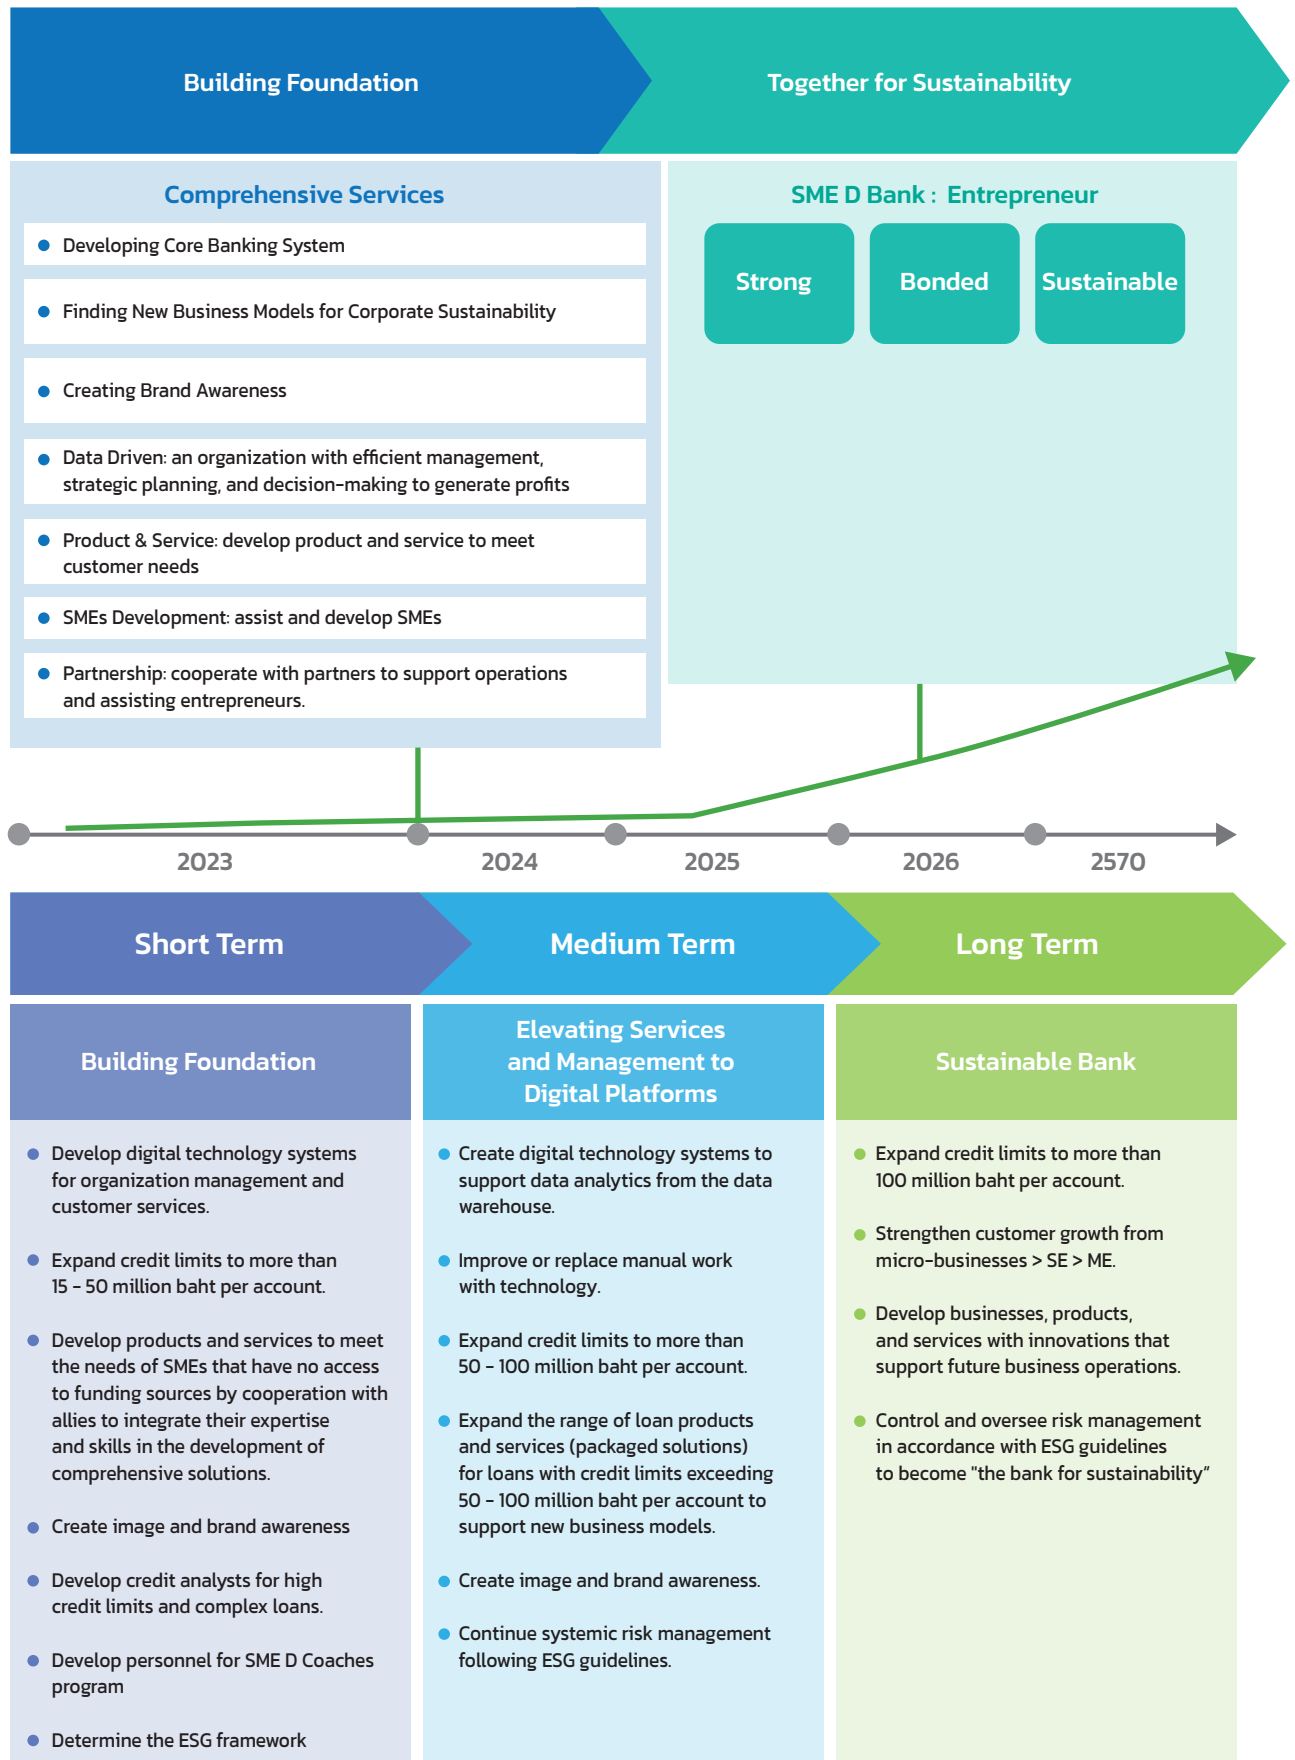 Building Foundation
Together for Sustainability
Comprehensive Services
Developing Core Banking System
Finding New Business Models for Corporate Sustainability
Creating Brand Awareness
Data Driven: an organization with efficient management,
strategic planning, and decision-making to generate profits
Product & Service: develop product and service to meet
customer needs
SMEs Development: assist and develop SMEs
Partnership: cooperate with partners to support operations
and assisting entrepreneurs.
SME D Bank : Entrepreneur
Strong
Bonded
Sustainable
2023
2024
2025
2026
2570
Short Term
Medium Term
Long Term
Building Foundation
Develop digital technology systems
for organization management and
customer services.
Expand credit limits to more than
15 - 50 million baht per account.
Develop products and services to meet
the needs of SMEs that have no access
to funding sources by cooperation with
allies to integrate their expertise
and skills in the development of
comprehensive solutions.
Create image and brand awareness
Develop credit analysts for high
credit limits and complex loans.
Develop personnel for SME D Coaches
program
Determine the ESG framework
Elevating Services
and Management to
Digital Platforms
Create digital technology systems to
support data analytics from the data
warehouse.
Improve or replace manual work
with technology.
Expand credit limits to more than
50 - 100 million baht per account.
Expand the range of loan products
and services (packaged solutions)
for loans with credit limits exceeding
50 - 100 million baht per account to
support new business models.
Create image and brand awareness.
Continue systemic risk management
following ESG guidelines.
Sustainable Bank
Expand credit limits to more than
100 million baht per account.
Strengthen customer growth from
micro-businesses > SE > ME.
Develop businesses, products,
and services with innovations that
support future business operations.
Control and oversee risk management
in accordance with ESG guidelines
to become "the bank for sustainability”